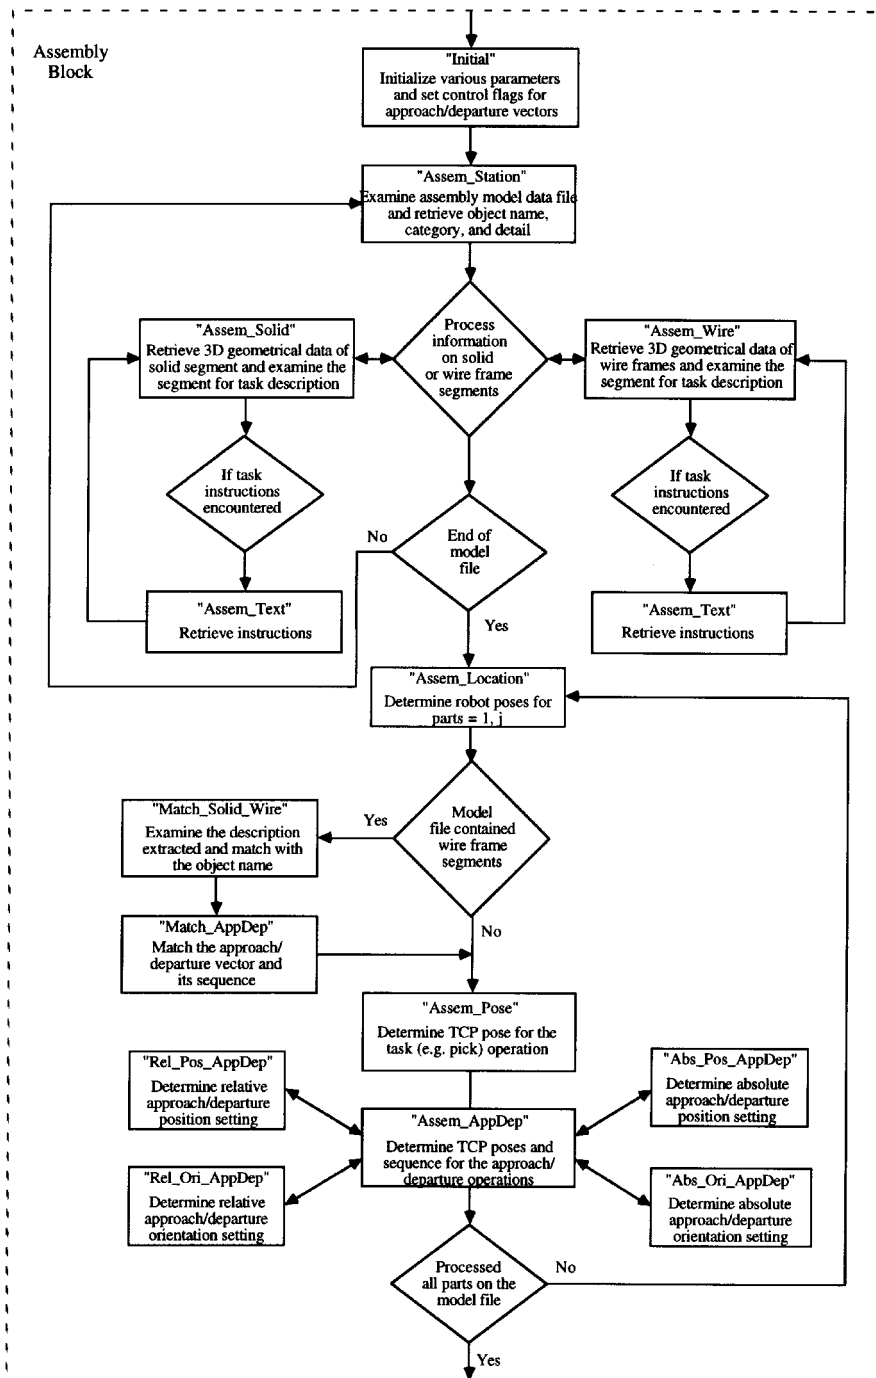 Assembly
Block
"Initial"
Initialize various parameters
and set control flags for
approach/departure vectors
"Assem_Station"
Examine assembly model data file
and retrieve object name,
category, and detail
Process
information
on solid
or wire frame
segments
"Assem_Solid"
Retrieve 3D geometrical data of
solid segment and examine the
segment for task description
"Assem_Wire"
Retrieve 3D geometrical data of
wire frames and examine the
segment for task description
If task
instructions
encountered
If task
instructions
encountered
No
End of
model
file
Yes
"Assem_Text"
Retrieve instructions
"Assem_Text"
Retrieve instructions
"Assem_Location"
Determine robot poses for
parts = 1, j
Model
file contained
wire frame
segments
Yes
No
"Match_Solid_Wire"
Examine the description
extracted and match with
the object name
"Match_AppDep"
Match the approach/
departure vector and
its sequence
"Assem_Pose"
Determine TCP pose for the
task (e.g. pick) operation
"Rel_Pos_AppDep"
Determine relative
approach/departure
position setting
"Abs_Pos_AppDep"
Determine absolute
approach/departure
position setting
"Assem_AppDep"
Determine TCP poses and
sequence for the approach/
departure operations
"Rel_Ori_AppDep"
Determine relative
approach/departure
orientation setting
"Abs_Ori_AppDep"
Determine absolute
approach/departure
orientation setting
Processed
all parts on the
model file
No
Yes